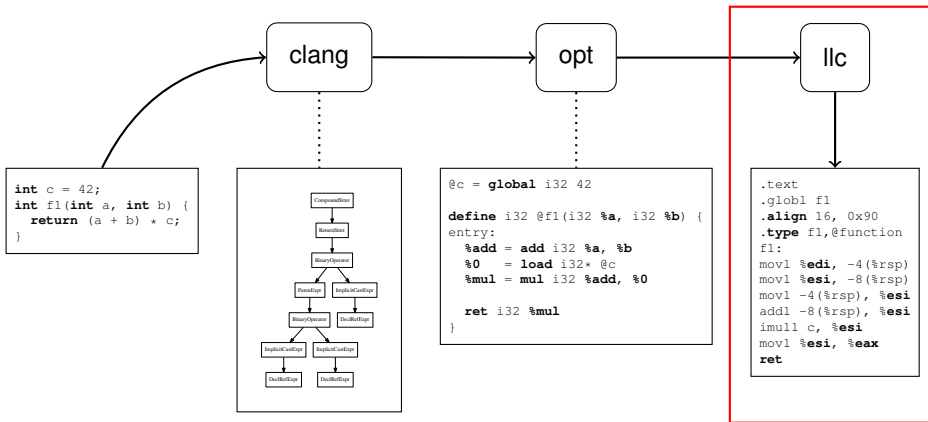 clang
opt
llc
int c = 42;
int f1(int a, int b) {
  return (a + b) * c;
}
CompoundStmt
ReturnStmt
BinaryOperator
ParenExpr ImplicitCastExpr
BinaryOperator DeclRefExpr
ImplicitCastExpr ImplicitCastExpr
DeclRefExpr DeclRefExpr
@c = global i32 42
define i32 @f1(i32 %a, i32 %b) {
entry:
  %add = add i32 %a, %b
  %0   = load i32* @c
  %mul = mul i32 %add, %0
  ret i32 %mul
}
.text
.globl f1
.align 16, 0x90
.type f1,@function
f1:
movl %edi, -4(%rsp)
movl %esi, -8(%rsp)
movl -4(%rsp), %esi
addl -8(%rsp), %esi
imull c, %esi
movl %esi, %eax
ret